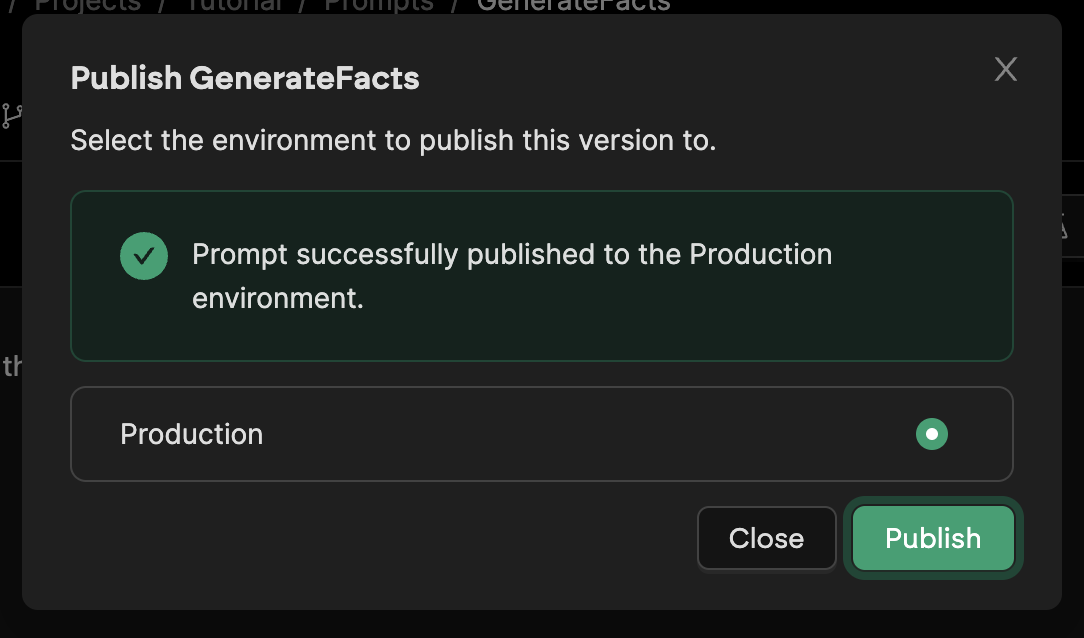 / Projects / Tutorial / Prompts / GenerateFacts
Publish GenerateFacts
Select the environment to publish this version to.
Prompt successfully published to the Production
environment.
th
Production
Close Publish